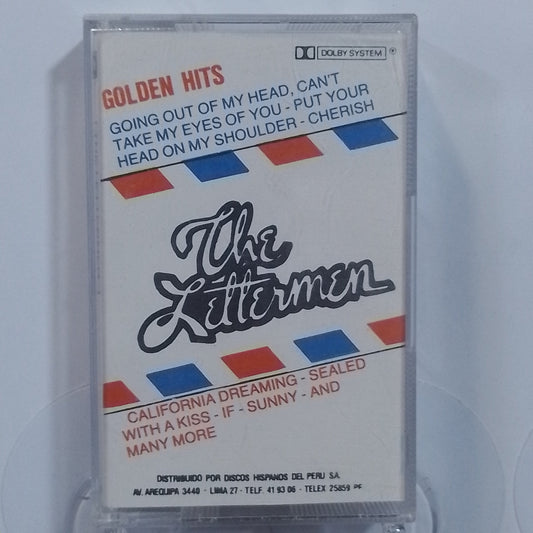 DOLBY SYSTEM ®
GOLDEN HITS
GOING OUT OF MY HEAD, CAN'T
TAKE MY EYES OF YOU - PUT YOUR
HEAD ON MY SHOULDER - CHERISH
The
Lettermen
CALIFORNIA DREAMING - SEALED
WITH A KISS - IF - SUNNY - AND
MANY MORE
DISTRIBUIDO POR DISCOS HISPANOS DEL PERU S.A.
AV. AREQUIPA 3440 - LIMA 27 - TELF. 41 93 06 - TELEX 25859 PE